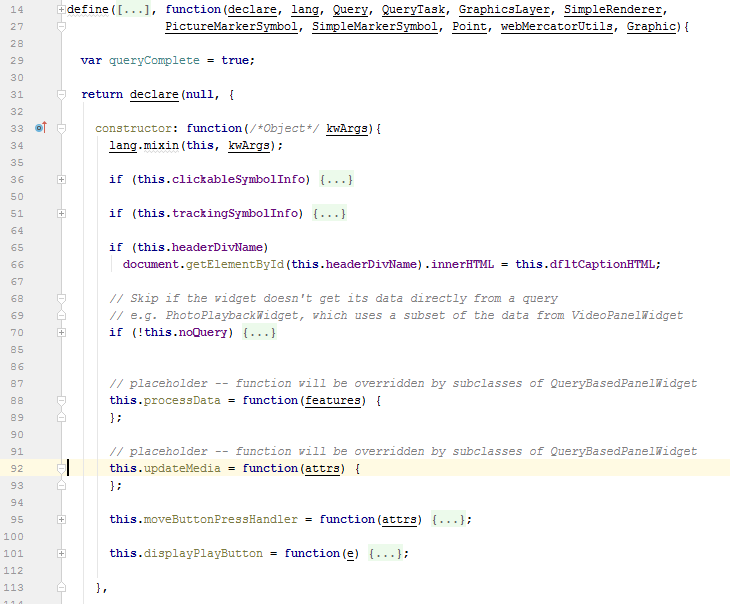 14 define([...], function(declare, lang, Query, QueryTask, GraphicsLayer, SimpleRenderer,
27 PictureMarkerSymbol, SimpleMarkerSymbol, Point, webMercatorUtils, Graphic){
28
29 var queryComplete = true;
30
31 return declare(null, {
32
33 constructor: function(/*Object*/ kwArgs){
34 lang.mixin(this, kwArgs);
35
36 if (this.clickableSymbolInfo) {...}
50
51 if (this.trackingSymbolInfo) {...}
64
65 if (this.headerDivName)
66 document.getElementById(this.headerDivName).innerHTML = this.dfltCaptionHTML;
67
68 // Skip if the widget doesn't get its data directly from a query
69 // e.g. PhotoPlaybackWidget, which uses a subset of the data from VideoPanelWidget
70 if (!this.noQuery) {...}
85
86
87 // placeholder -- function will be overridden by subclasses of QueryBasedPanelWidget
88 this.processData = function(features) {
89 };
90
91 // placeholder -- function will be overridden by subclasses of QueryBasedPanelWidget
92 this.updateMedia = function(attrs) {
93 };
94
95 this.moveButtonPressHandler = function(attrs) {...};
100
101 this.displayPlayButton = function(e) {...};
112
113 },